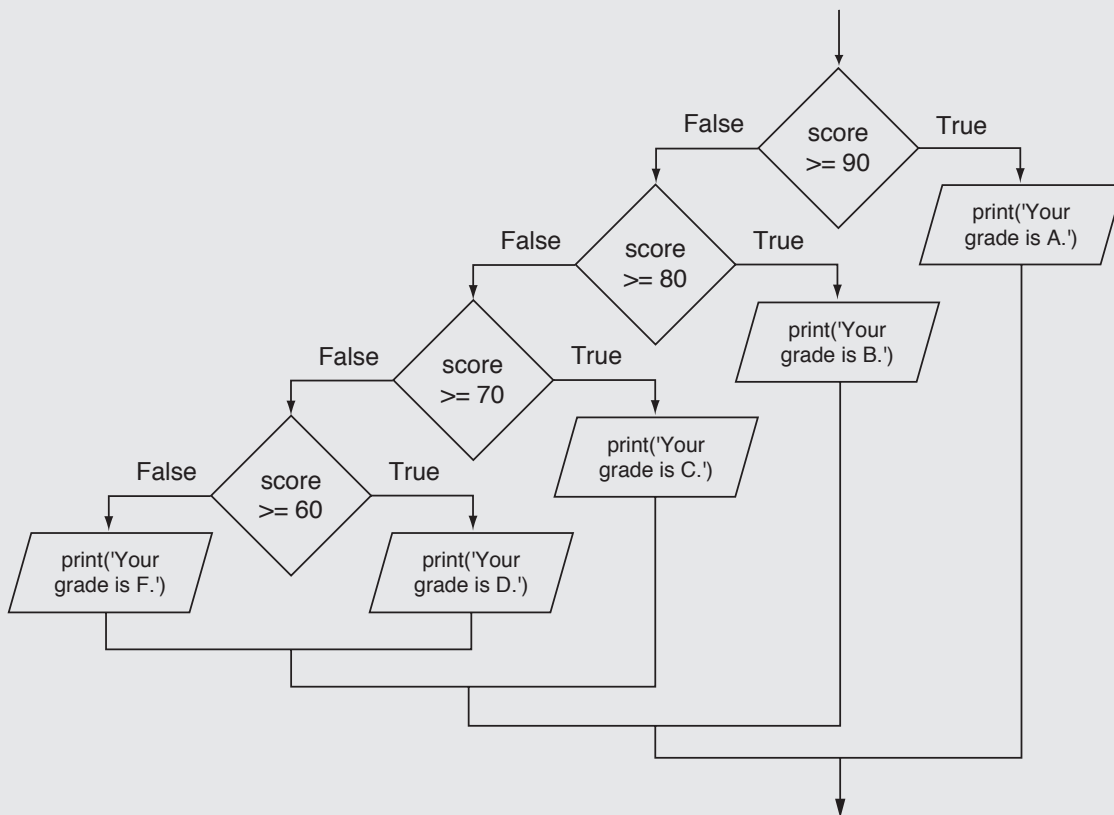 False
True
score
>= 90
print('Your
grade is A.')
False
True
score
>= 80
print('Your
grade is B.')
False
True
score
>= 70
print('Your
grade is C.')
False
True
score
>= 60
print('Your
grade is F.')
print('Your
grade is D.')